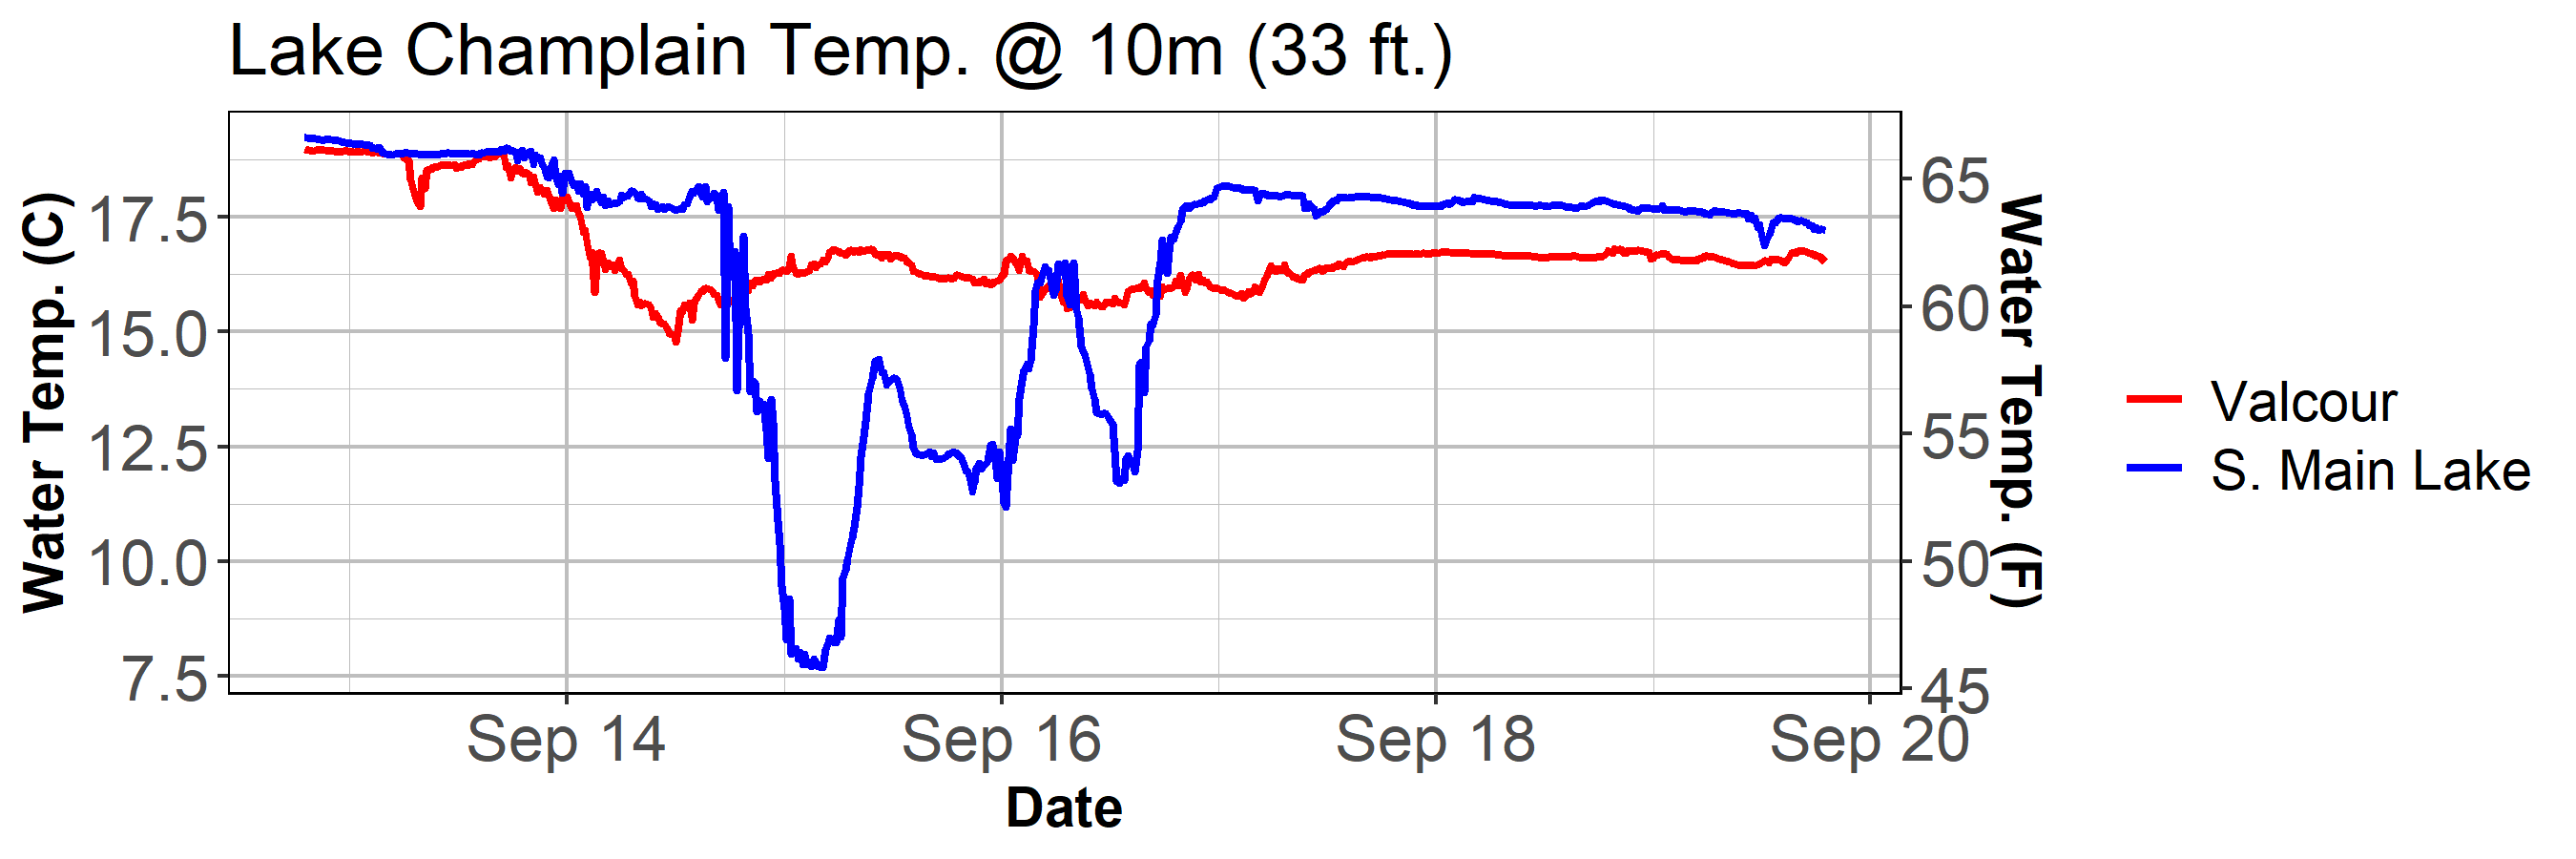 Lake Champlain Temp. @ 10m (33 ft.)
Water Temp. (C)
17.5
15.0
12.5
10.0
7.5
65
60
55
50
45
Water Temp. (F)
Sep 14
Sep 16
Sep 18
Sep 20
Date
Valcour
S. Main Lake